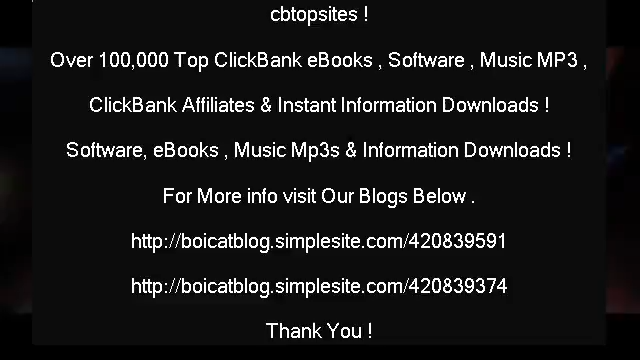 cbtopsites !
Over 100,000 Top ClickBank eBooks , Software , Music MP3 ,
ClickBank Affiliates & Instant Information Downloads !
Software, eBooks , Music Mp3s & Information Downloads !
For More info visit Our Blogs Below .
http://boicatblog.simplesite.com/420839591
http://boicatblog.simplesite.com/420839374
Thank You !